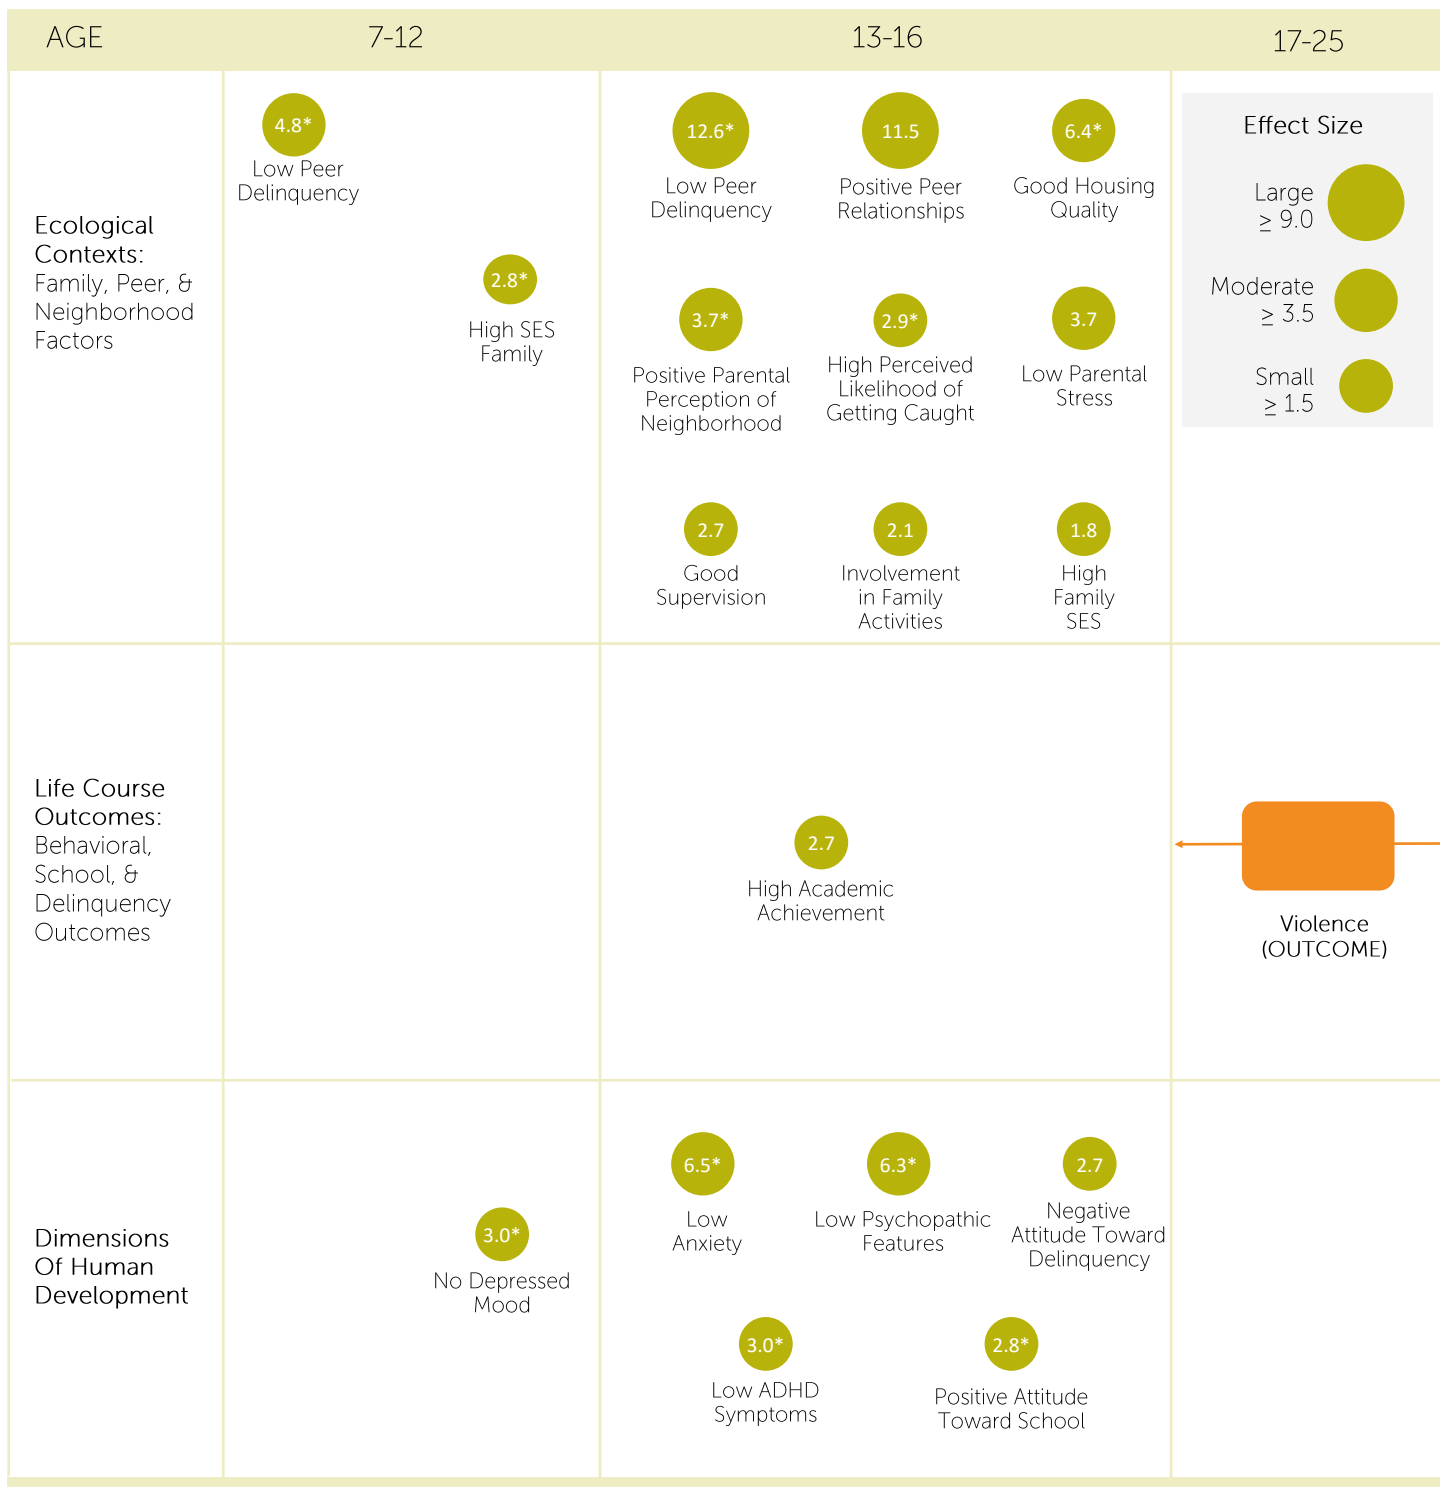 AGE
7-12
13-16
17-25
Ecological
Contexts:
Family, Peer, &
Neighborhood
Factors
4.8*
Low Peer
Delinquency
2.8*
High SES
Family
12.6*
Low Peer
Delinquency
11.5
Positive Peer
Relationships
6.4*
Good Housing
Quality
3.7*
Positive Parental
Perception of
Neighborhood
2.9*
High Perceived
Likelihood of
Getting Caught
3.7
Low Parental
Stress
2.7
Good
Supervision
2.1
Involvement
in Family
Activities
1.8
High
Family
SES
Effect Size
Large
≥ 9.0
Moderate
≥ 3.5
Small
≥ 1.5
Life Course
Outcomes:
Behavioral,
School, &
Delinquency
Outcomes
2.7
High Academic
Achievement
Violence
(OUTCOME)
Dimensions
Of Human
Development
3.0*
No Depressed
Mood
6.5*
Low
Anxiety
6.3*
Low Psychopathic
Features
2.7
Negative
Attitude Toward
Delinquency
3.0*
Low ADHD
Symptoms
2.8*
Positive Attitude
Toward School